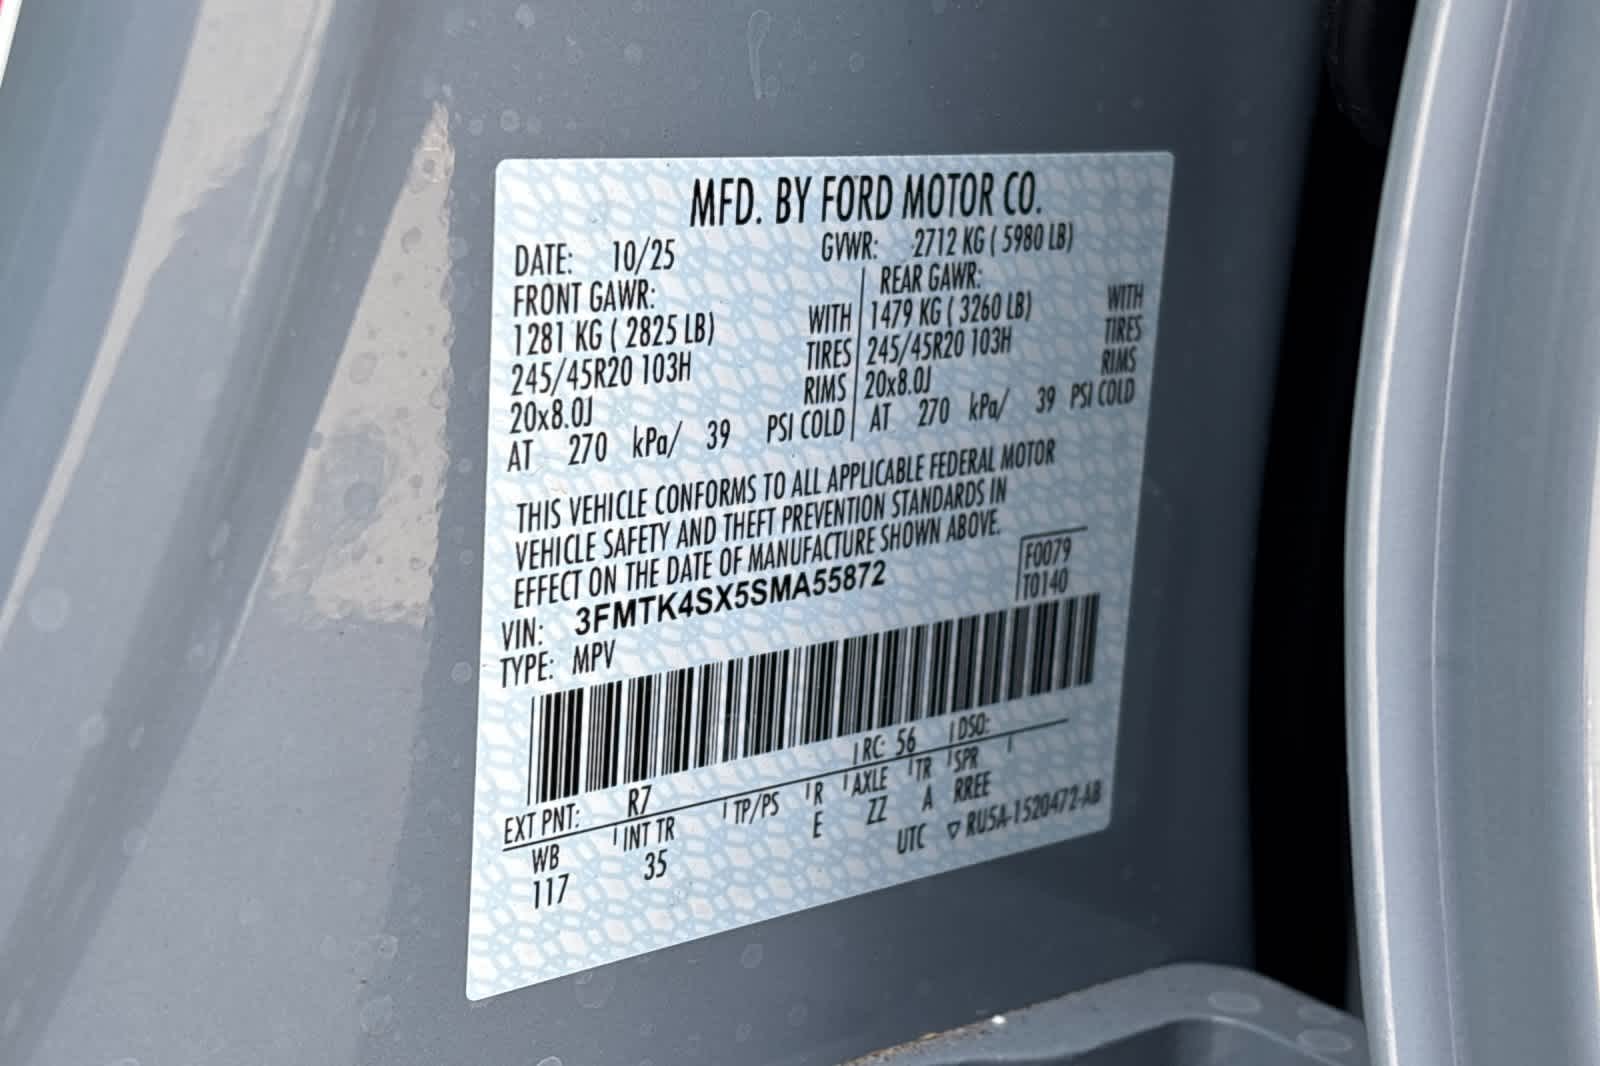 MFD. BY FORD MOTOR CO.
DATE: 10/25 GVWR: 2712 KG ( 5980 LB)
FRONT GAWR: REAR GAWR:
1281 KG ( 2825 LB) WITH 1479 KG ( 3260 LB) WITH
245/45R20 103H TIRES 245/45R20 103H TIRES
20x8.0J RIMS 20x8.0J RIMS
AT 270 kPa/ 39 PSI COLD AT 270 kPa/ 39 PSI COLD
THIS VEHICLE CONFORMS TO ALL APPLICABLE FEDERAL MOTOR
VEHICLE SAFETY AND THEFT PREVENTION STANDARDS IN
EFFECT ON THE DATE OF MANUFACTURE SHOWN ABOVE.
F0079
VIN: 3FMTK4SX5SMA55872 T0140
TYPE: MPV
EXT PNT: R7 RC: 56 DSO:
WB INT TR TP/PS R AXLE TR SPR
117 35 E ZZ A RREE
UTC ▽ RU5A-1520472-AB